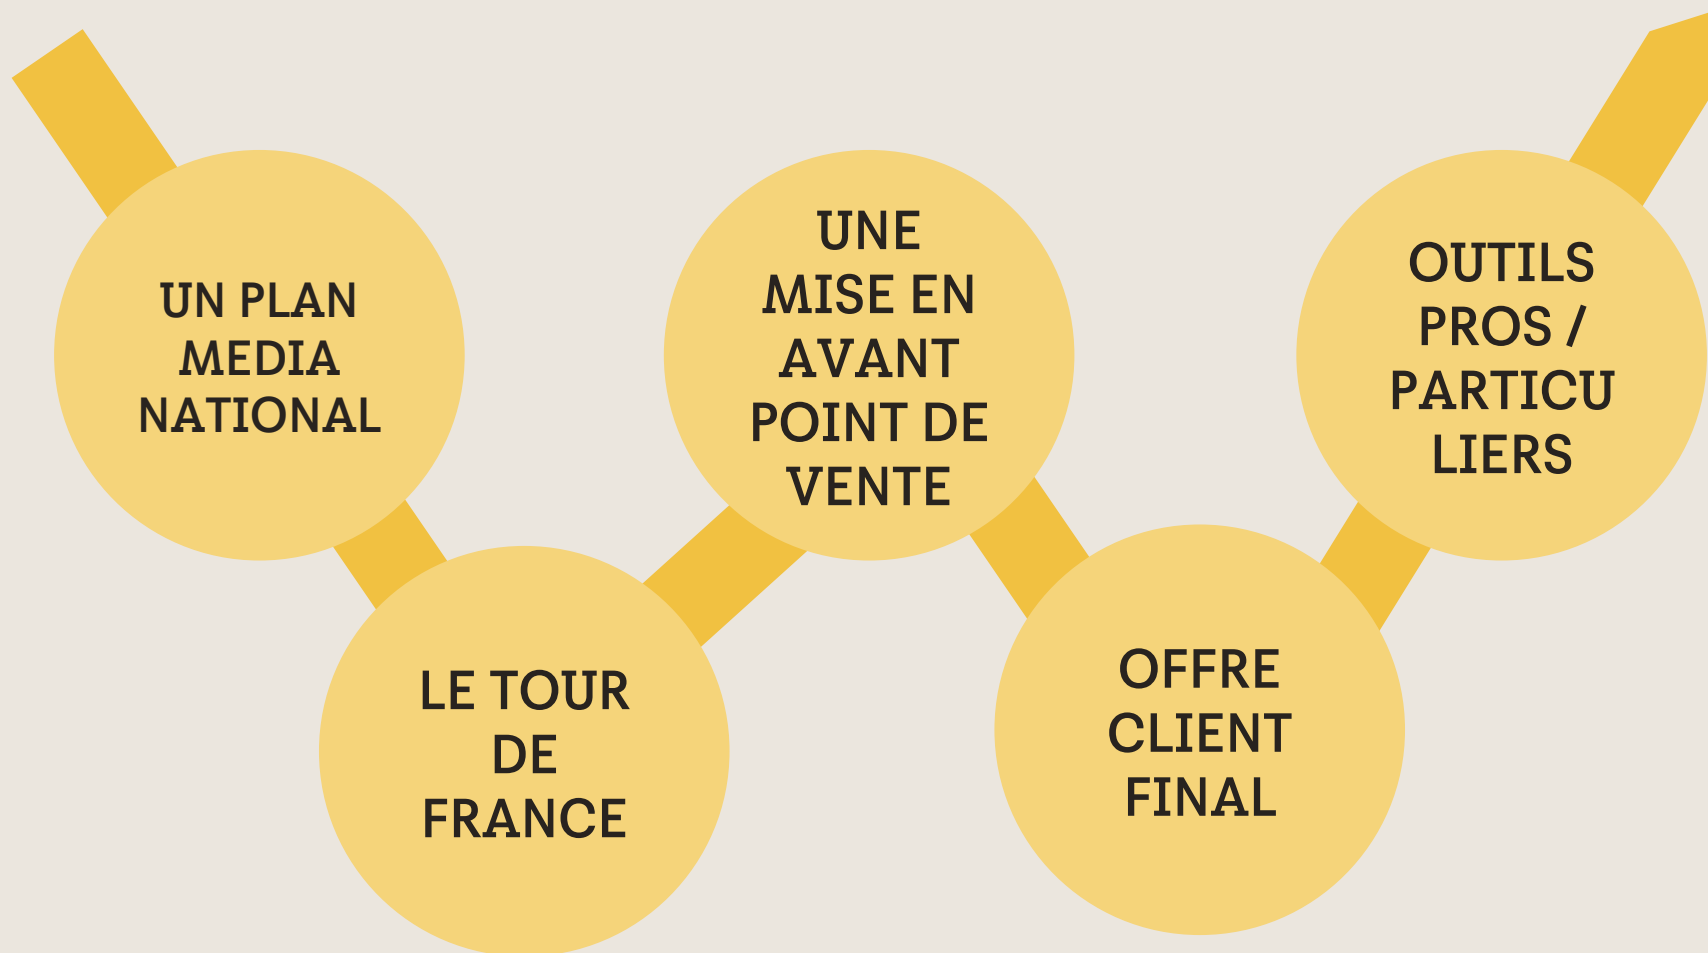 UN PLAN
MEDIA
NATIONAL
LE TOUR
DE
FRANCE
UNE
MISE EN
AVANT
POINT DE
VENTE
OFFRE
CLIENT
FINAL
OUTILS
PROS /
PARTICU
LIERS